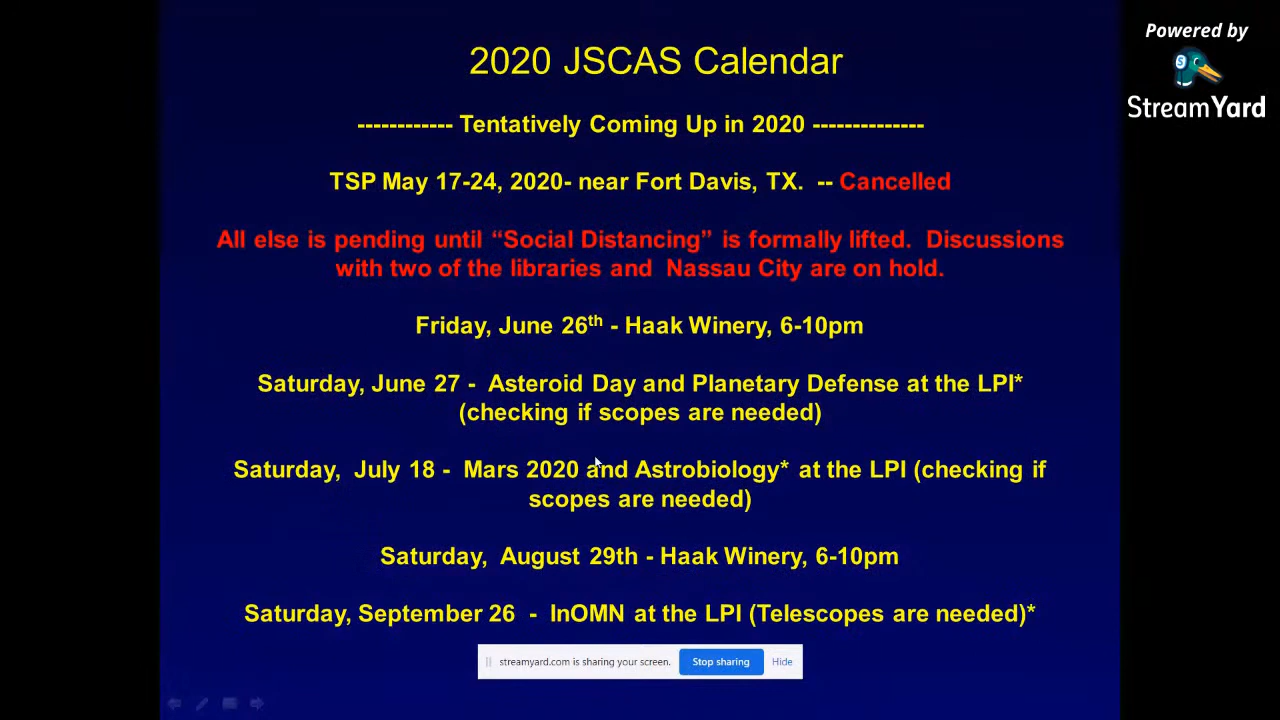 Powered by
StreamYard
2020 JSCAS Calendar
------------ Tentatively Coming Up in 2020 --------------
TSP May 17-24, 2020- near Fort Davis, TX.  -- Cancelled
All else is pending until “Social Distancing” is formally lifted.  Discussions
with two of the libraries and  Nassau City are on hold.
Friday, June 26th - Haak Winery, 6-10pm
Saturday, June 27 -  Asteroid Day and Planetary Defense at the LPI*
(checking if scopes are needed)
Saturday,  July 18 -  Mars 2020 and Astrobiology* at the LPI (checking if
scopes are needed)
Saturday,  August 29th - Haak Winery, 6-10pm
Saturday, September 26  -  InOMN at the LPI (Telescopes are needed)*
streamyard.com is sharing your screen. Stop sharing Hide